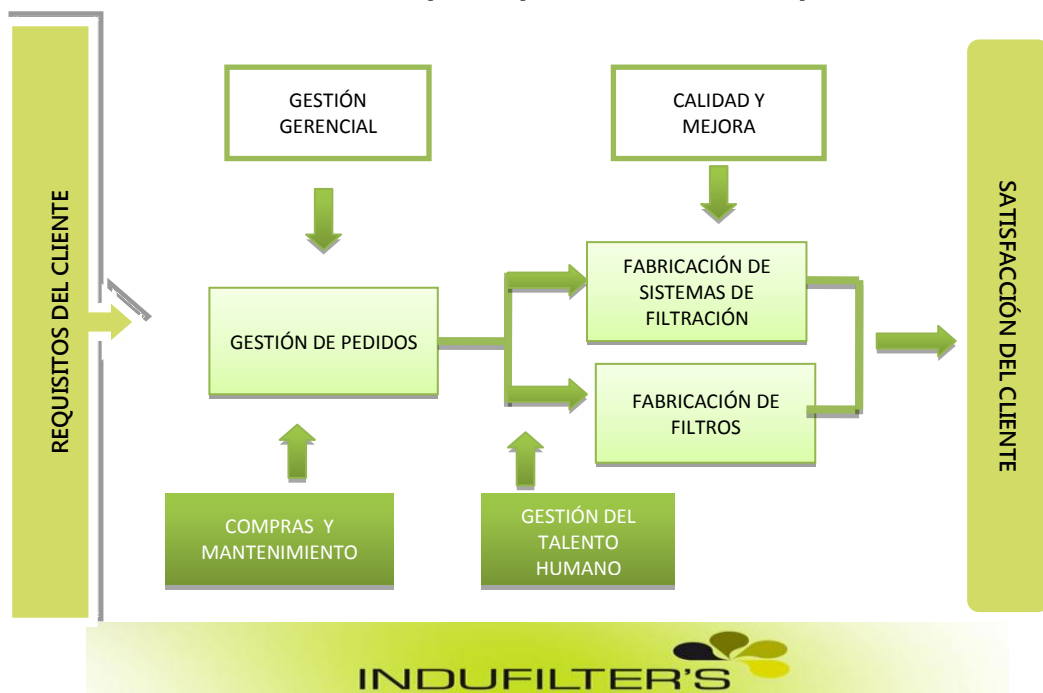 REQUISITOS DEL CLIENTE
GESTIÓN
GERENCIAL
CALIDAD Y
MEJORA
GESTIÓN DE PEDIDOS
FABRICACIÓN DE
SISTEMAS DE
FILTRACIÓN
FABRICACIÓN DE
FILTROS
COMPRAS Y
MANTENIMIENTO
GESTIÓN DEL
TALENTO
HUMANO
SATISFACCIÓN DEL CLIENTE
INDUFILTER'S